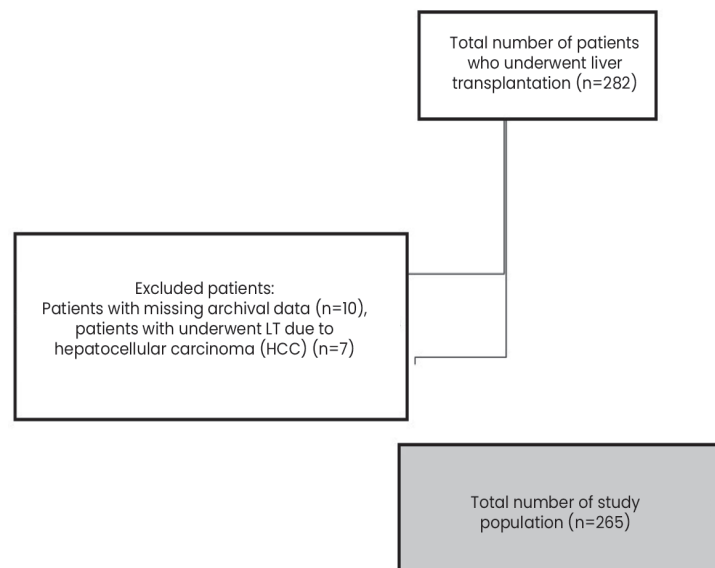 Total number of patients
who underwent liver
transplantation (n=282)
Excluded patients:
Patients with missing archival data (n=10),
patients with underwent LT due to
hepatocellular carcinoma (HCC) (n=7)
Total number of study
population (n=265)